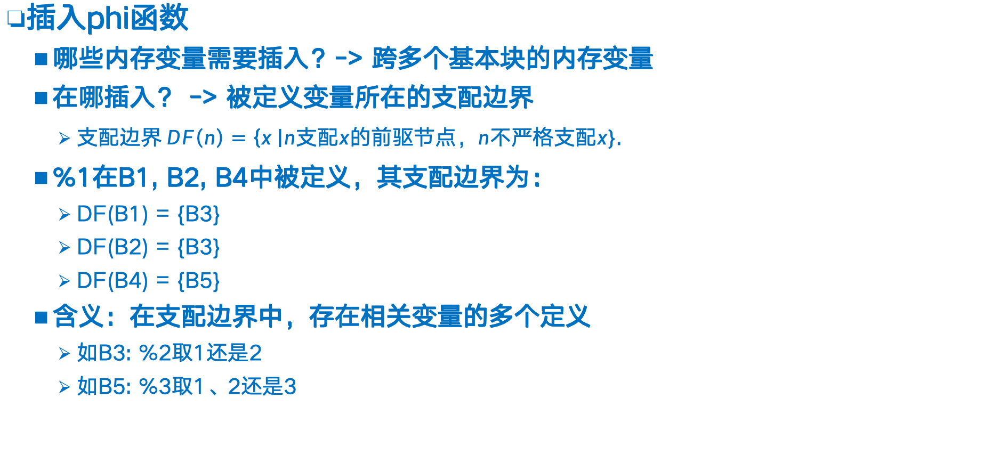 插入phi函数
哪些内存变量需要插入？-> 跨多个基本块的内存变量
在哪插入？ -> 被定义变量所在的支配边界
支配边界 DF(n) = {x |n支配x的前驱节点，n不严格支配x}.
%1在B1, B2, B4中被定义，其支配边界为：
DF(B1) = {B3}
DF(B2) = {B3}
DF(B4) = {B5}
含义：在支配边界中，存在相关变量的多个定义
如B3: %2取1还是2
如B5: %3取1、2还是3